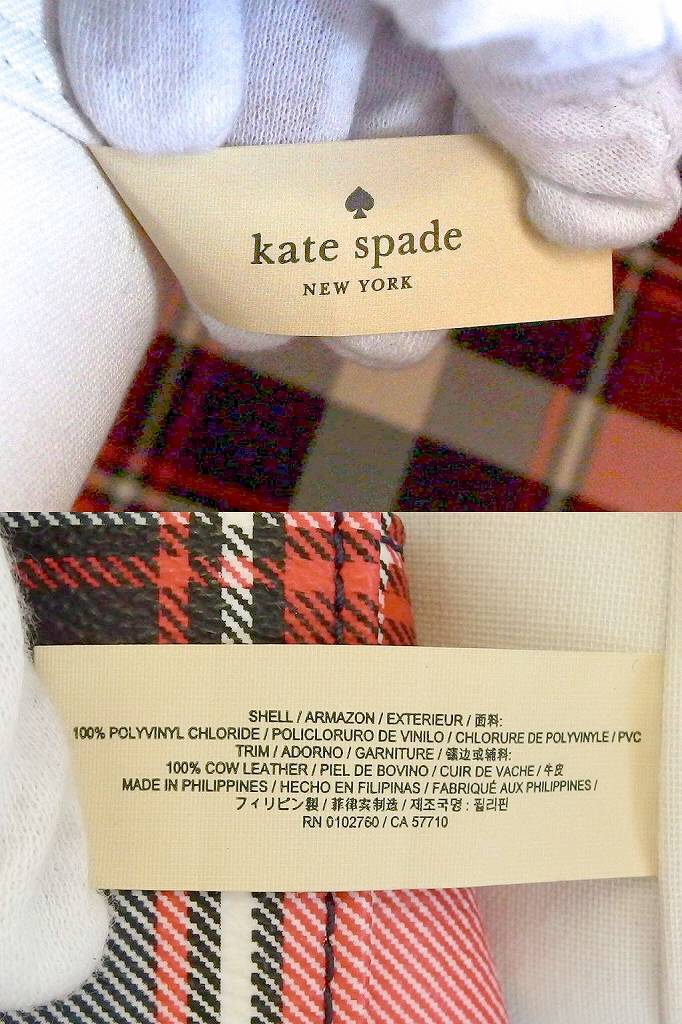 kate spade
NEW YORK
SHELL / ARMAZON / EXTERIEUR / 面料:
100% POLYVINYL CHLORIDE / POLICLORURO DE VINILO / CHLORURE DE POLYVINYLE / PVC
TRIM / ADORNO / GARNITURE / 镶边或辅料:
100% COW LEATHER / PIEL DE BOVINO / CUIR DE VACHE / 牛皮
MADE IN PHILIPPINES / HECHO EN FILIPINAS / FABRIQUÉ AUX PHILIPPINES /
フィリピン製 / 菲律宾制造 / 제조국명 : 필리핀
RN 0102760 / CA 57710